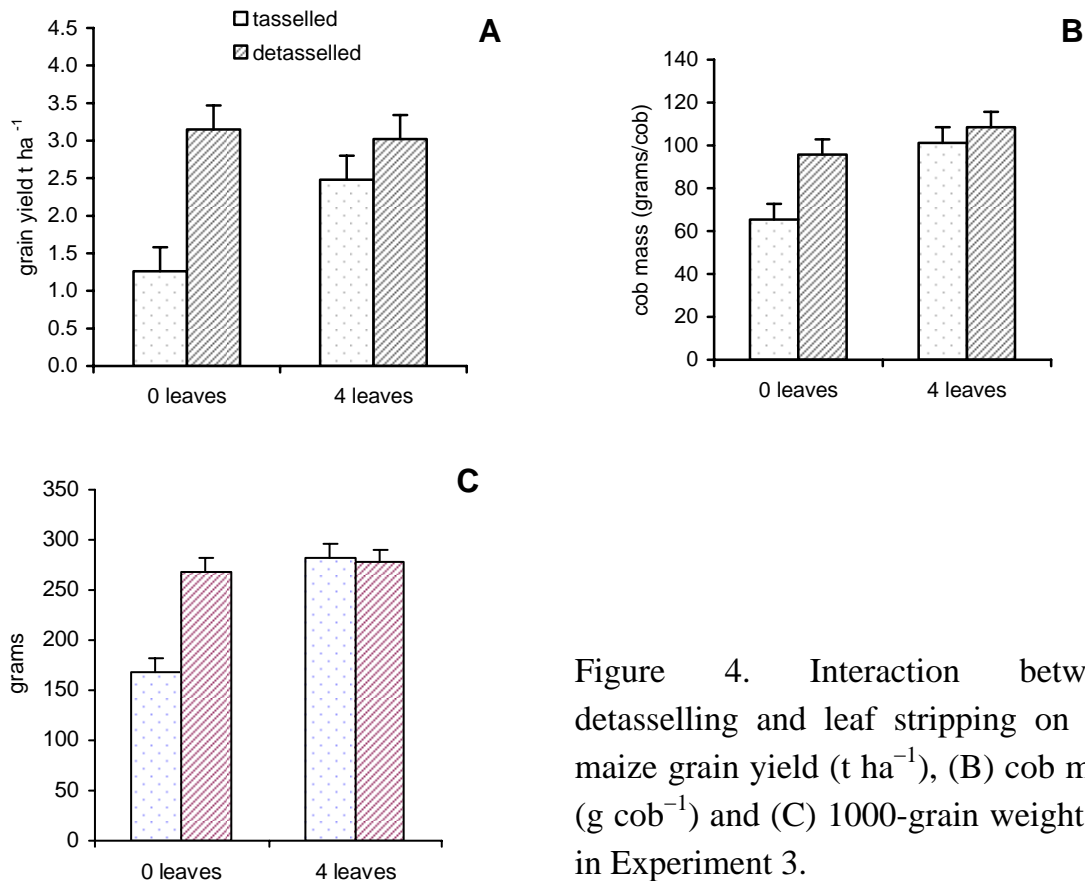 tasselled
detasselled
A
4.5
4.0
3.5
3.0
2.5
2.0
1.5
1.0
0.5
0.0
grain yield t ha⁻¹
0 leaves
4 leaves
B
140
120
100
80
60
40
20
0
cob mass (grams/cob)
0 leaves
4 leaves
C
350
300
250
200
150
100
50
0
grams
0 leaves
4 leaves
Figure 4. Interaction betw
detasselling and leaf stripping on
maize grain yield (t ha⁻¹), (B) cob m
(g cob⁻¹) and (C) 1000-grain weight
in Experiment 3.